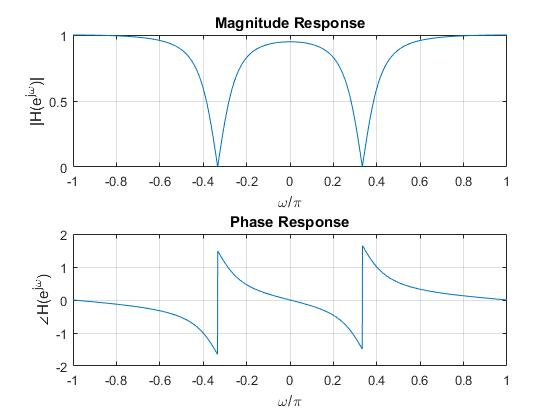 Magnitude Response
|H(e^jω)|
1
0.5
0
-1 -0.8 -0.6 -0.4 -0.2 0 0.2 0.4 0.6 0.8 1
ω/π
Phase Response
∠H(e^jω)
2
1
0
-1
-2
-1 -0.8 -0.6 -0.4 -0.2 0 0.2 0.4 0.6 0.8 1
ω/π